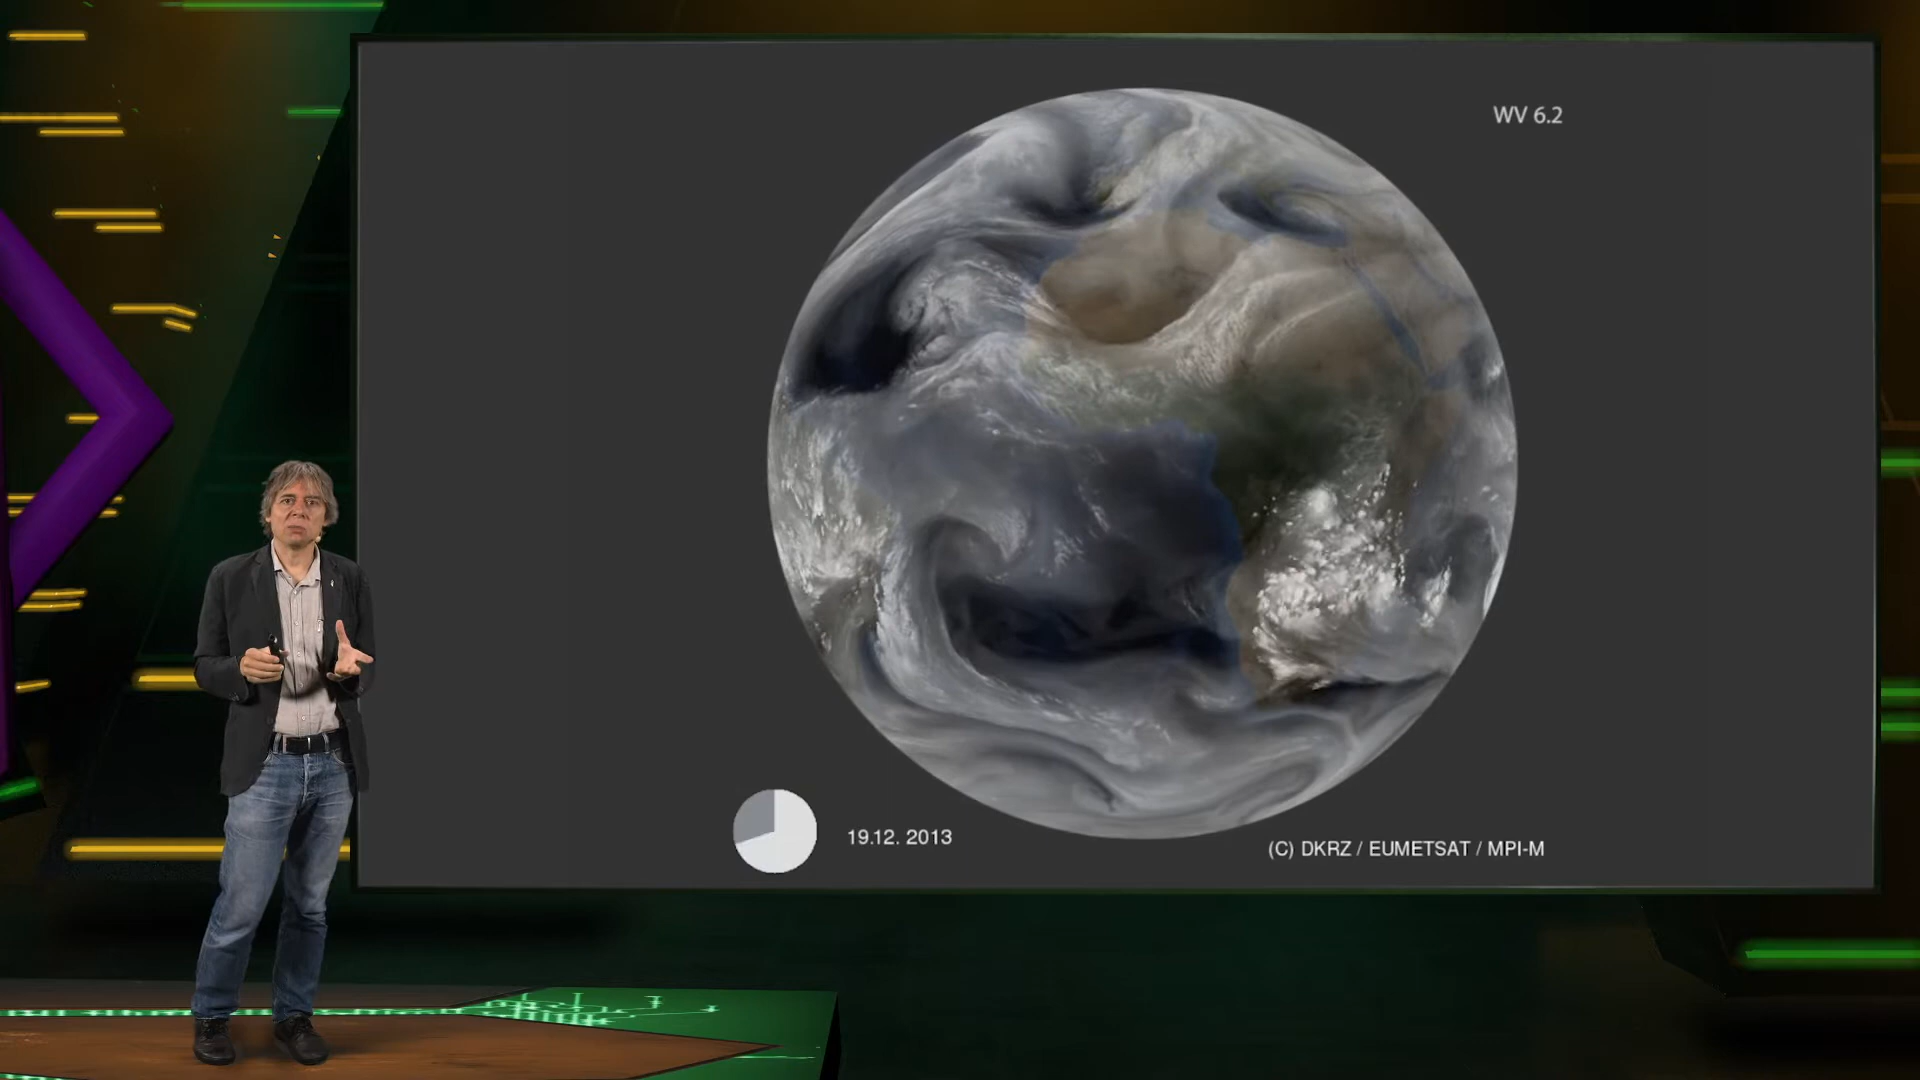 WV 6.2
19.12. 2013
(C) DKRZ / EUMETSAT / MPI-M